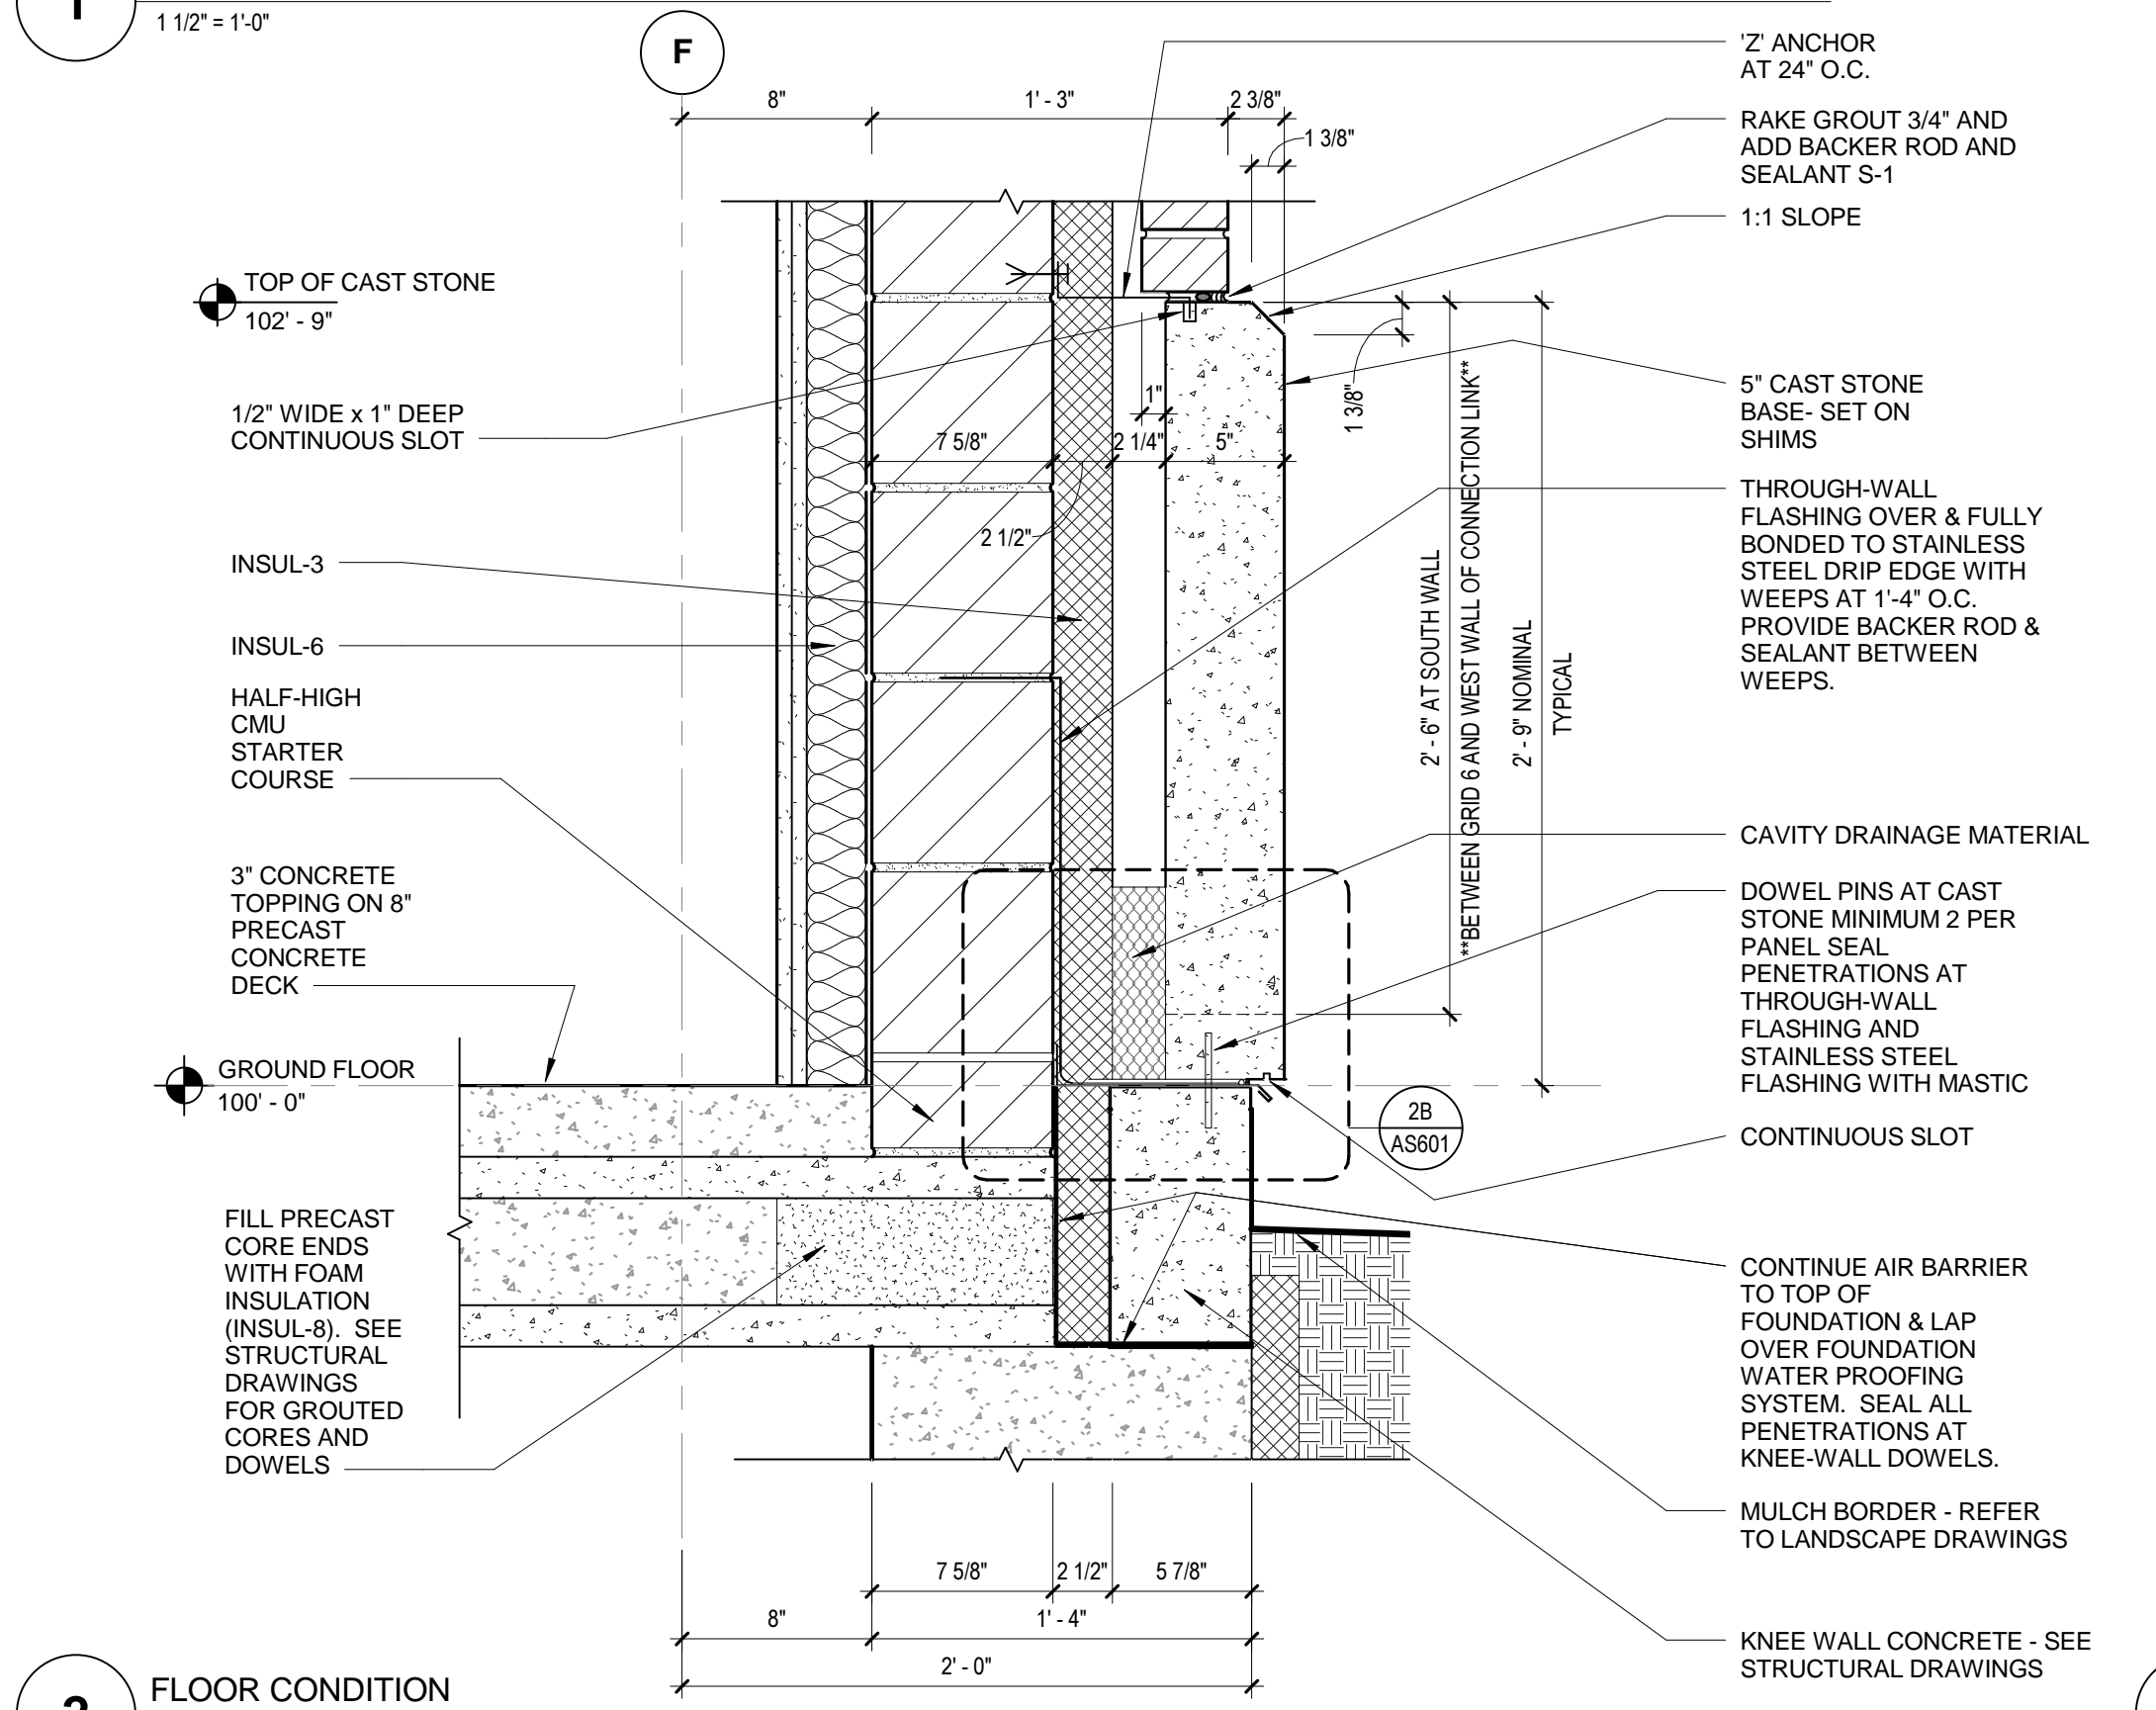 1
1 1/2" = 1'-0"
F
8"
1' - 3"
2 3/8"
1 3/8"
'Z' ANCHOR
AT 24" O.C.
RAKE GROUT 3/4" AND
ADD BACKER ROD AND
SEALANT S-1
1:1 SLOPE
TOP OF CAST STONE
102' - 9"
1/2" WIDE x 1" DEEP
CONTINUOUS SLOT
1"
7 5/8"
2 1/4"
5"
2 1/2"
1 3/8"
5" CAST STONE
BASE- SET ON
SHIMS
THROUGH-WALL
FLASHING OVER & FULLY
BONDED TO STAINLESS
STEEL DRIP EDGE WITH
WEEPS AT 1'-4" O.C.
PROVIDE BACKER ROD &
SEALANT BETWEEN
WEEPS.
2' - 6" AT SOUTH WALL
**BETWEEN GRID 6 AND WEST WALL OF CONNECTION LINK**
2' - 9" NOMINAL
TYPICAL
INSUL-3
INSUL-6
HALF-HIGH
CMU
STARTER
COURSE
3" CONCRETE
TOPPING ON 8"
PRECAST
CONCRETE
DECK
GROUND FLOOR
100' - 0"
CAVITY DRAINAGE MATERIAL
DOWEL PINS AT CAST
STONE MINIMUM 2 PER
PANEL SEAL
PENETRATIONS AT
THROUGH-WALL
FLASHING AND
STAINLESS STEEL
FLASHING WITH MASTIC
2B
AS601
CONTINUOUS SLOT
FILL PRECAST
CORE ENDS
WITH FOAM
INSULATION
(INSUL-8).  SEE
STRUCTURAL
DRAWINGS
FOR GROUTED
CORES AND
DOWELS
CONTINUE AIR BARRIER
TO TOP OF
FOUNDATION & LAP
OVER FOUNDATION
WATER PROOFING
SYSTEM.  SEAL ALL
PENETRATIONS AT
KNEE-WALL DOWELS.
MULCH BORDER - REFER
TO LANDSCAPE DRAWINGS
7 5/8"
2 1/2"
5 7/8"
8"
1' - 4"
2' - 0"
KNEE WALL CONCRETE - SEE
STRUCTURAL DRAWINGS
2
FLOOR CONDITION